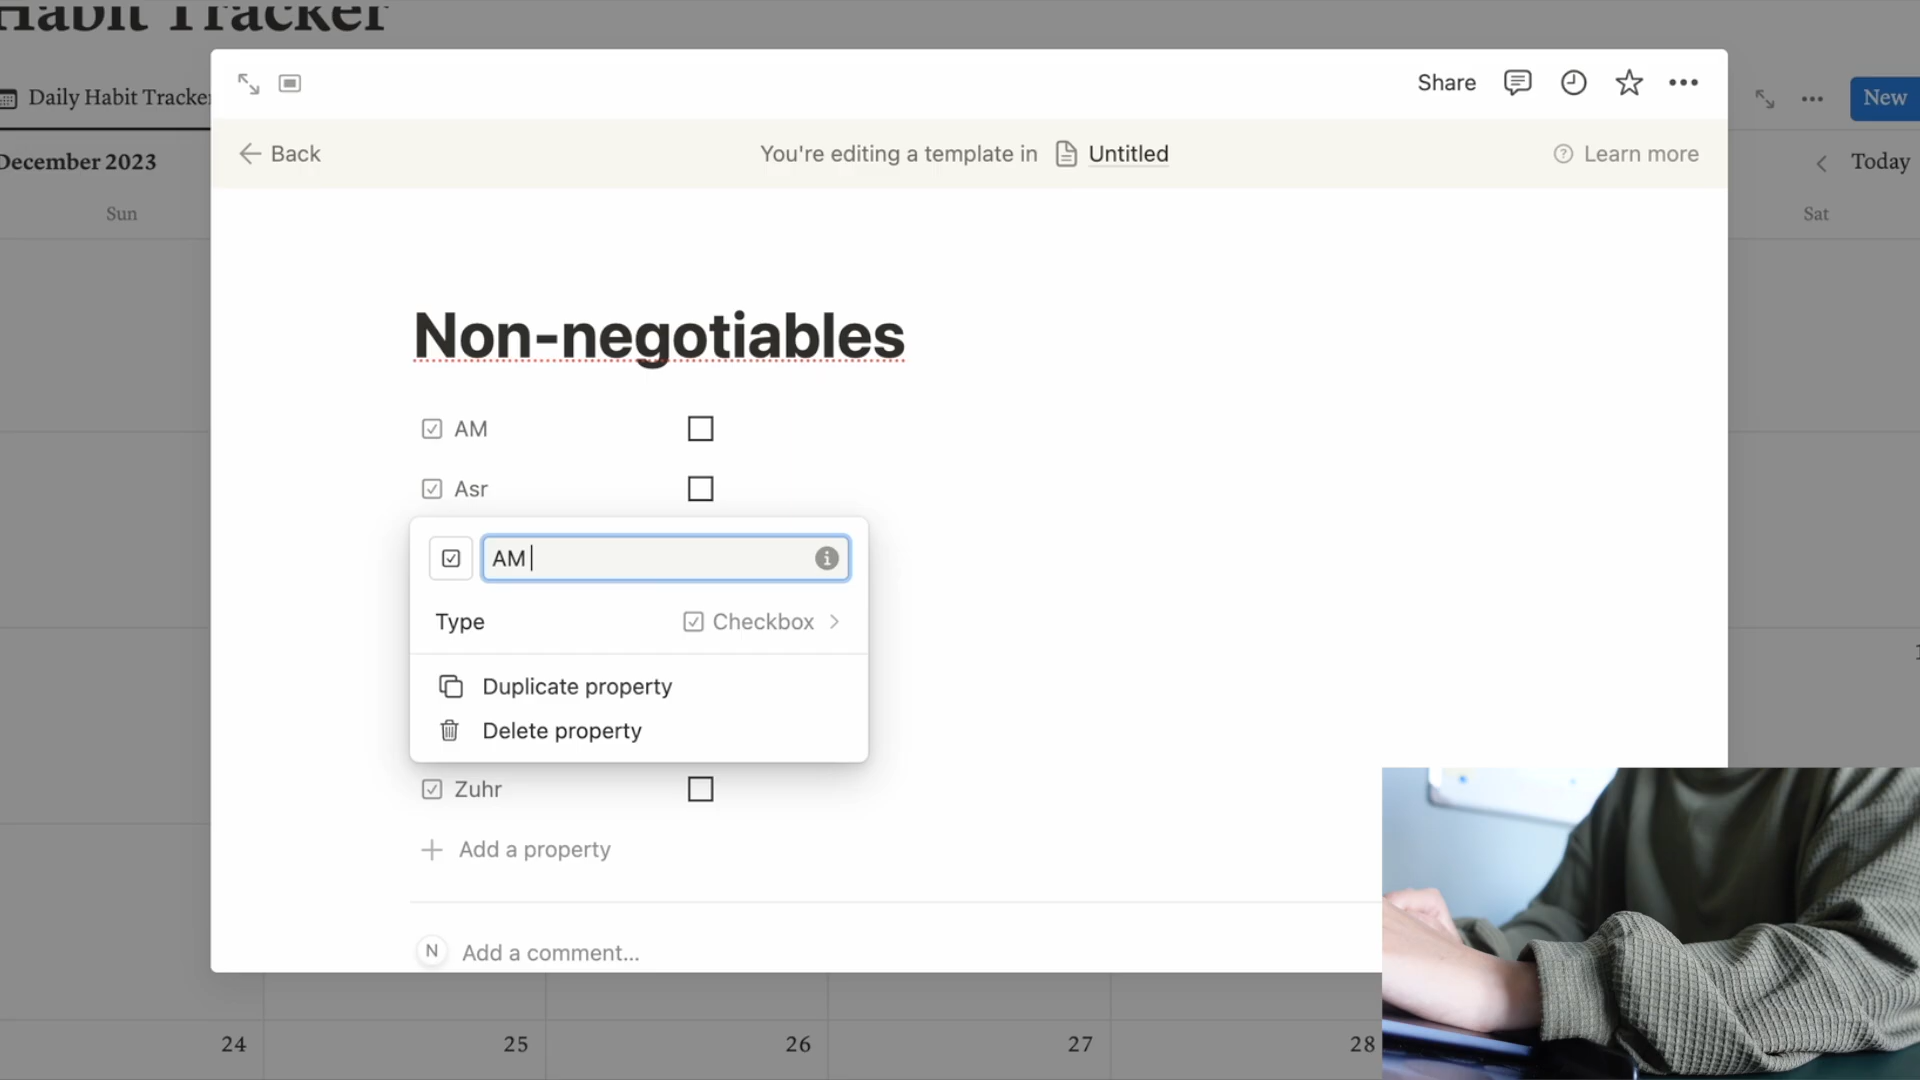 Habit Tracker
Daily Habit Tracker
New
Share
Back
You're editing a template in Untitled
Learn more
December 2023
Today
Sun
Sat
Non-negotiables
AM
Asr
AM
Type
Checkbox
Duplicate property
Delete property
Zuhr
Add a property
N
Add a comment...
24
25
26
27
28